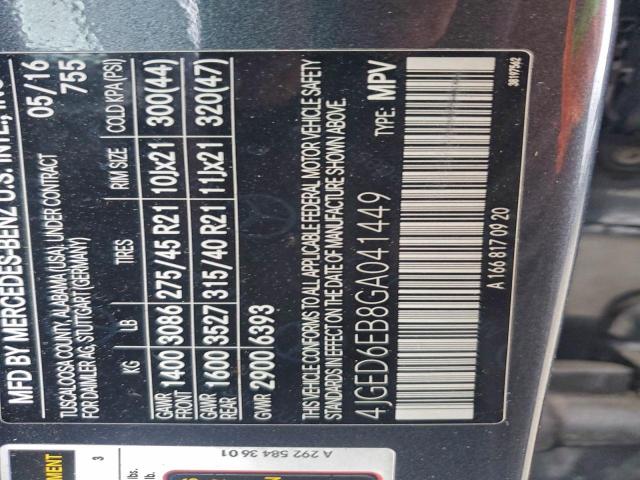 MFD BY MERCEDES-BENZ U.S. INT'L, INC
TUSCALOOSA COUNTY, ALABAMA (USA), UNDER CONTRACT 05/16
FOR DAIMLER AG, STUTTGART (GERMANY) 755
KG LB TIRES RIM SIZE COLD KPA (PSI)
GAWR FRONT 1400 3086 275/45 R21 10Jx21 300(44)
GAWR REAR 1600 3527 315/40 R21 11Jx21 320(47)
GVWR 2900 6393
THIS VEHICLE CONFORMS TO ALL APPLICABLE FEDERAL MOTOR VEHICLE SAFETY
STANDARDS IN EFFECT ON THE DATE OF MANUFACTURE SHOWN ABOVE.
4JGED6EB8GA041449 TYPE: MPV
A 166 817 09 20
38197562
A 292 584 36 01
3
lbs.
lb.